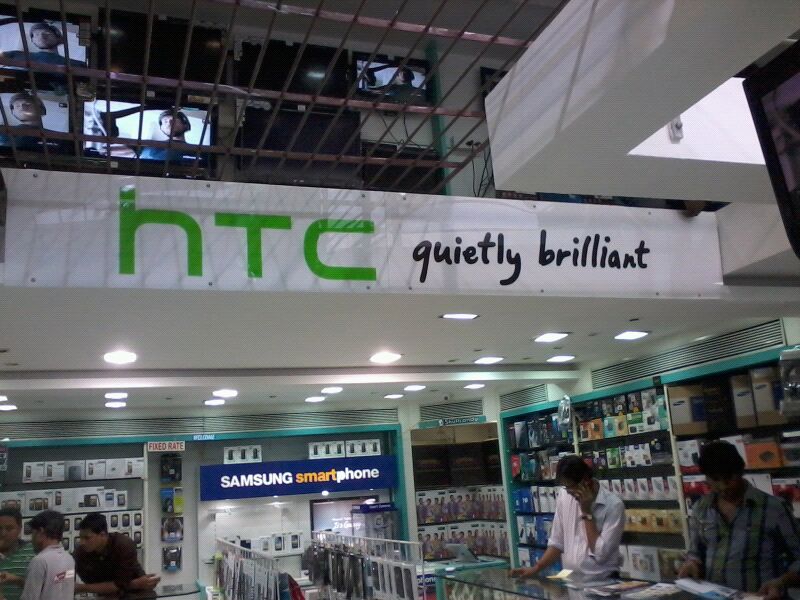 hTC quietly brilliant
FIXED RATE
WELCOME
SAMSUNG smartphone